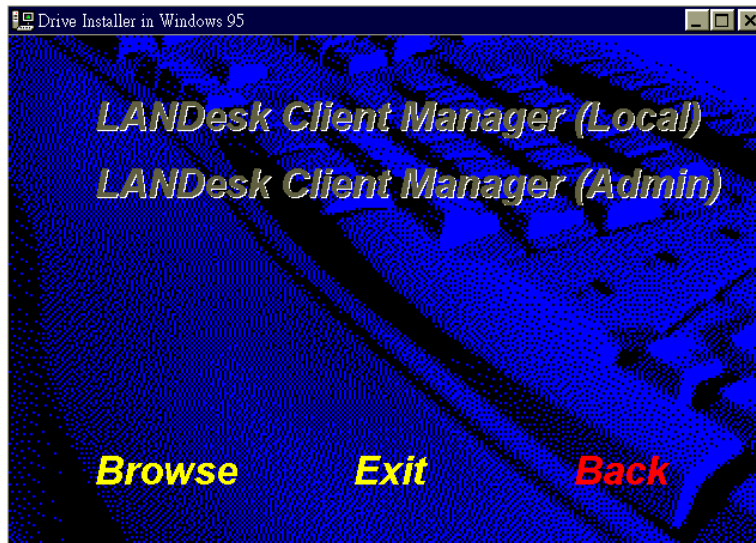 Drive Installer in Windows 95
LANDesk Client Manager (Local)
LANDesk Client Manager (Admin)
Browse Exit Back